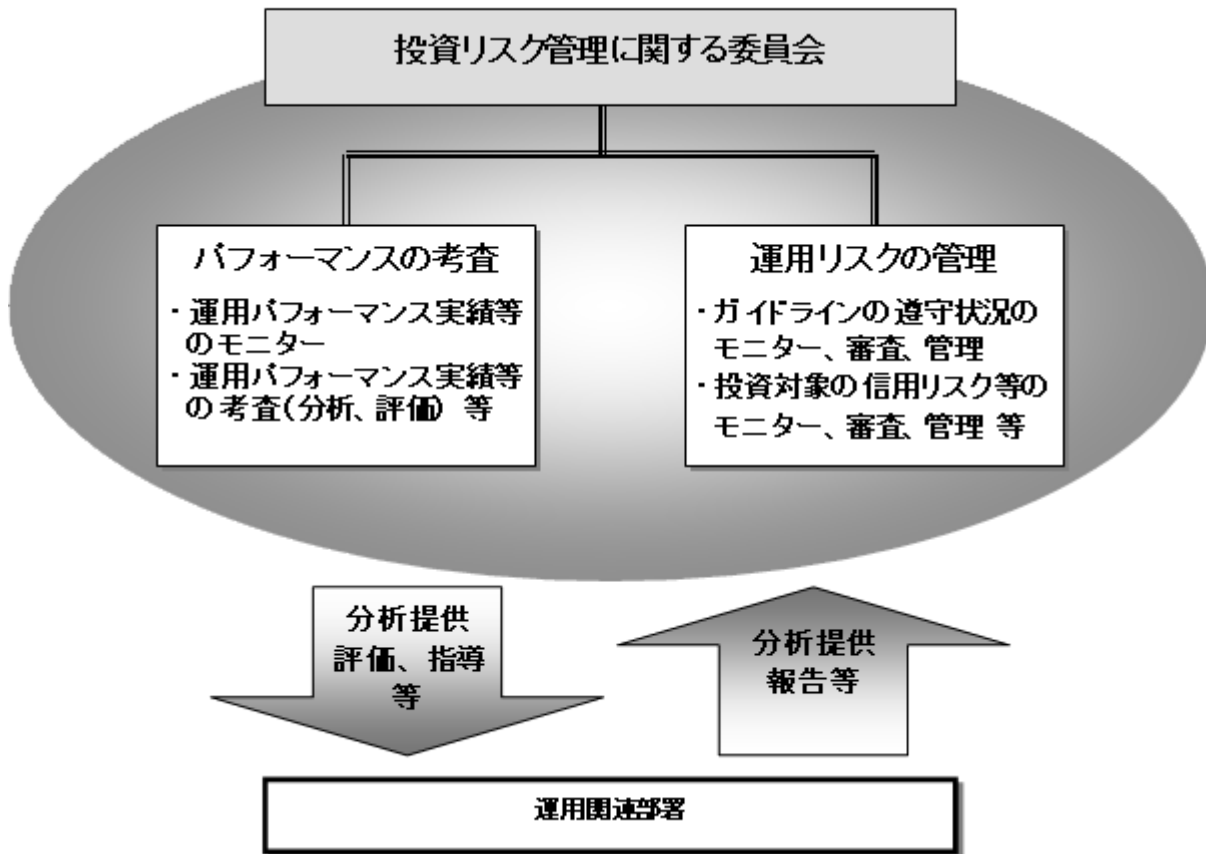 投資リスク管理に関する委員会
パフォーマンスの考査
・運用パフォーマンス実績等
のモニター
・運用パフォーマンス実績等
の考査(分析、評価) 等
運用リスクの管理
・ガイドラインの遵守状況の
モニター、審査、管理
・投資対象の信用リスク等の
モニター、審査、管理 等
分析提供
評価、指導
等
分析提供
報告等
運用関連部署